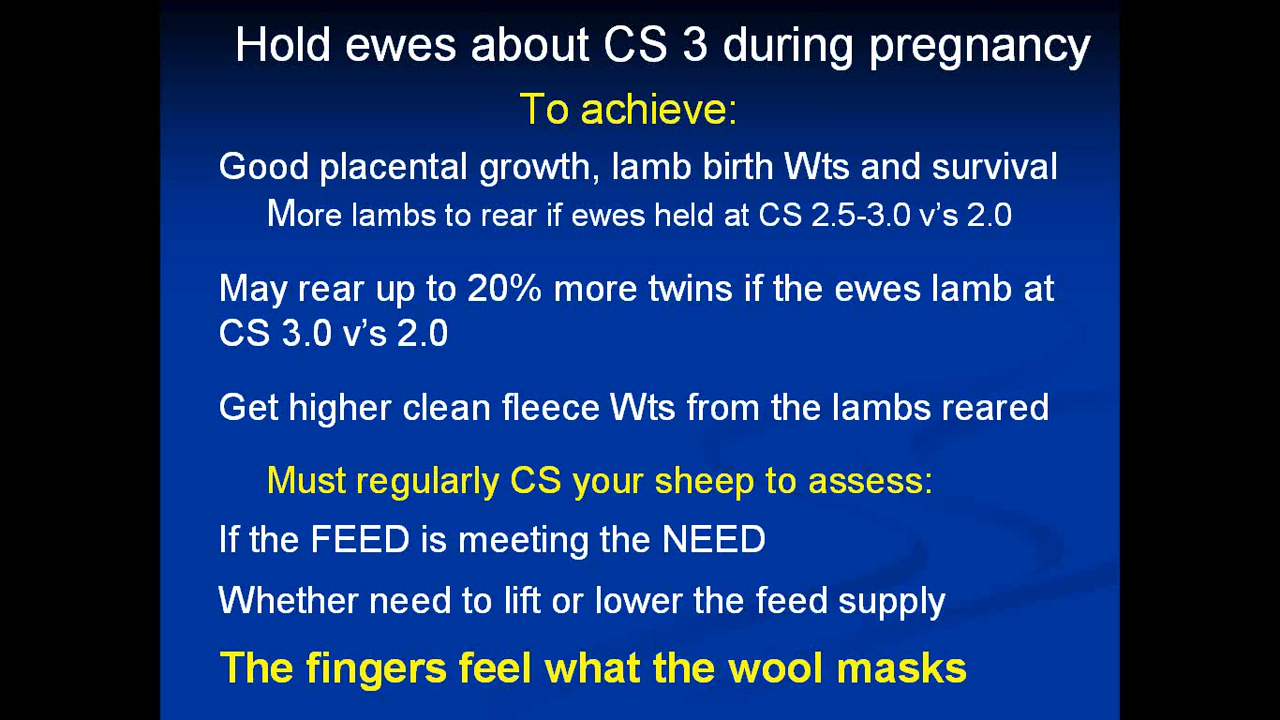 Hold ewes about CS 3 during pregnancy
To achieve:
Good placental growth, lamb birth Wts and survival
More lambs to rear if ewes held at CS 2.5-3.0 v’s 2.0
May rear up to 20% more twins if the ewes lamb at
CS 3.0 v’s 2.0
Get higher clean fleece Wts from the lambs reared
Must regularly CS your sheep to assess:
If the FEED is meeting the NEED
Whether need to lift or lower the feed supply
The fingers feel what the wool masks